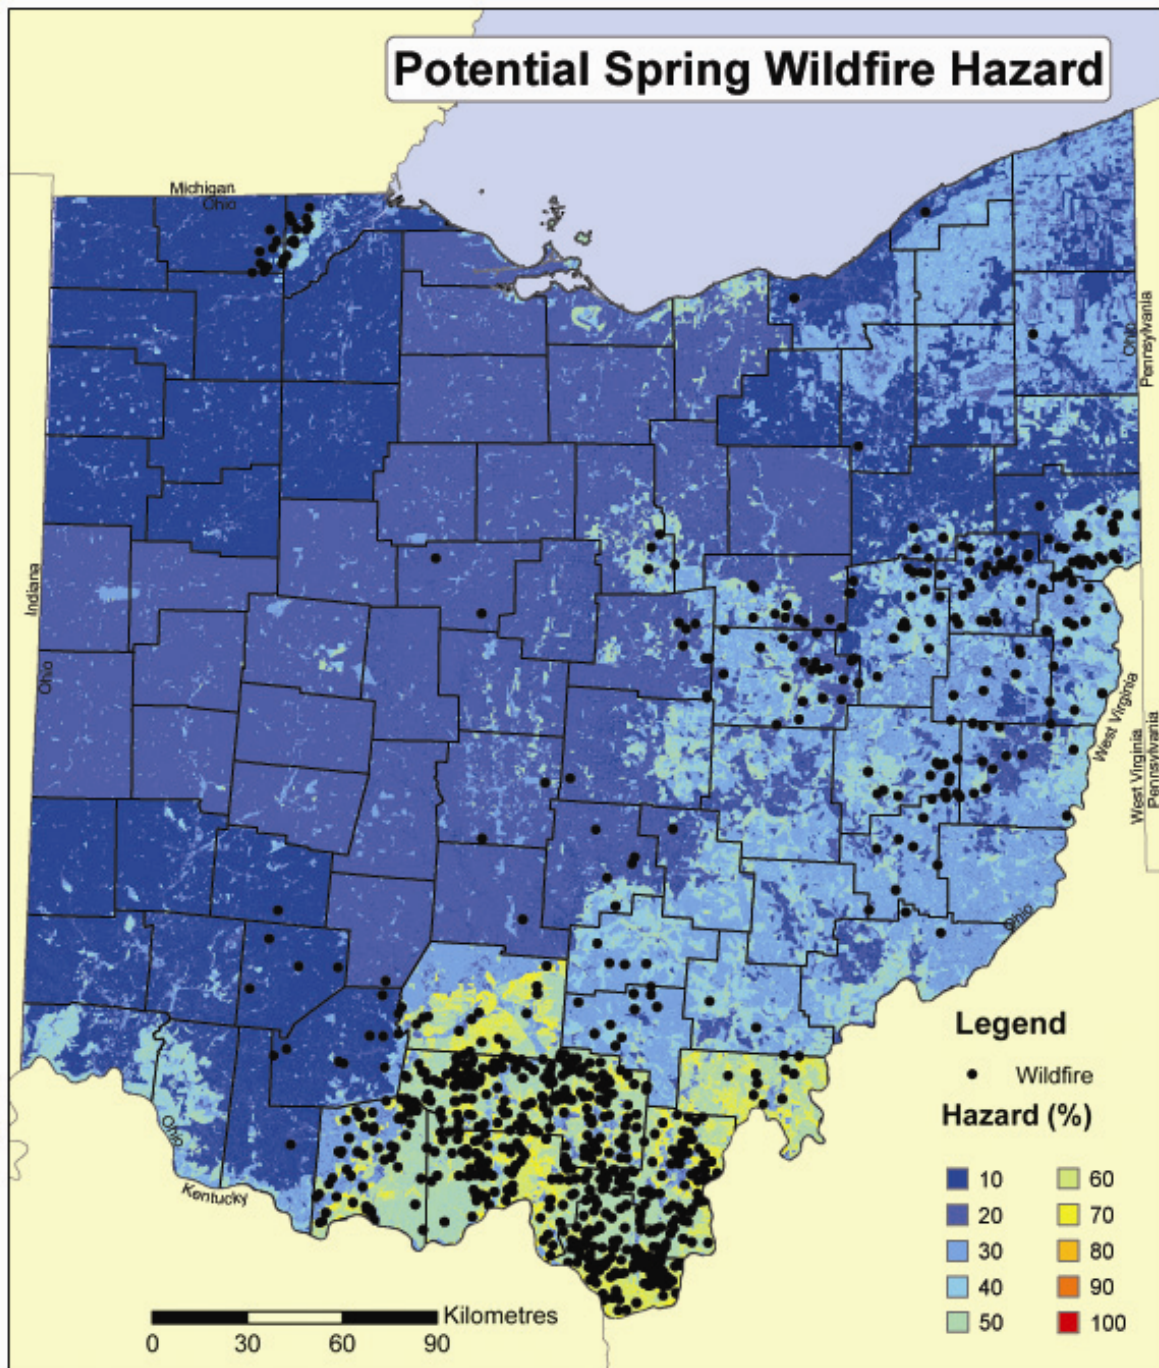 Potential Spring Wildfire Hazard
Michigan
Ohio
Ohio
Pennsylvania
Indiana
Ohio
West Virginia
West Virginia
Pennsylvania
Ohio
Ohio
Kentucky
Legend
Wildfire
Hazard (%)
10
60
20
70
30
80
40
90
50
100
Kilometres
0
30
60
90